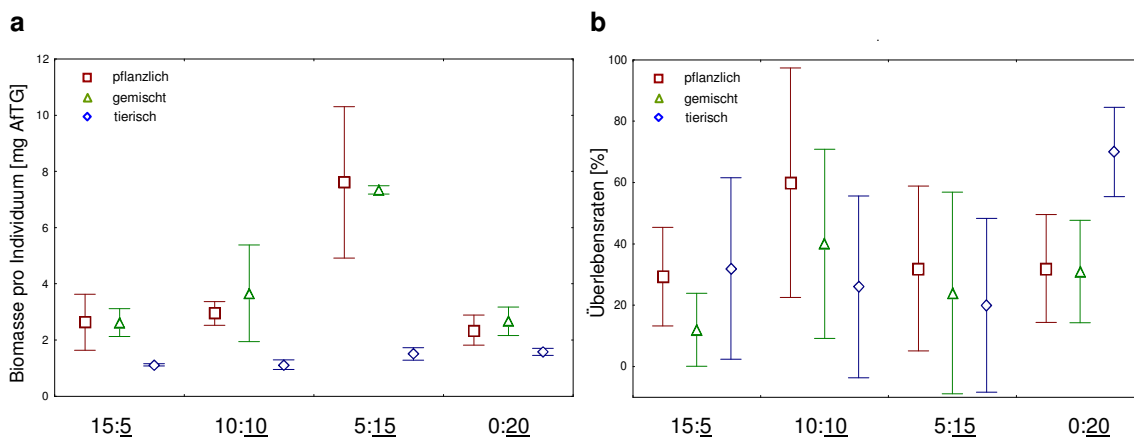 a
Biomasse pro Individuum [mg AfTG]
12
10
8
6
4
2
0
pflanzlich
gemischt
tierisch
15:5
10:10
5:15
0:20
b
Überlebensraten [%]
100
80
60
40
20
0
pflanzlich
gemischt
tierisch
15:5
10:10
5:15
0:20